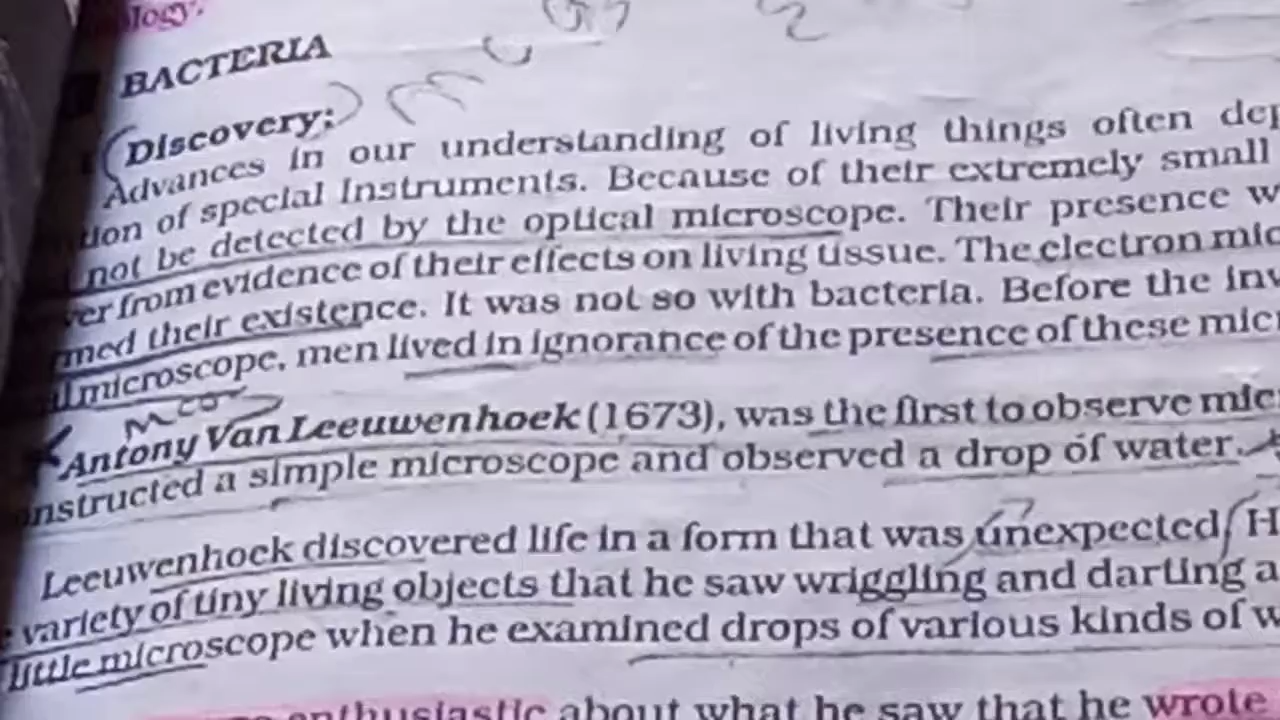 ology.
BACTERIA
Discovery:
Advances in our understanding of living things often dep
tion of special Instruments. Because of their extremely small
not be detected by the optical microscope. Their presence w
er from evidence of their effects on living tissue. The electron mic
med their existence. It was not so with bacteria. Before the inv
l microscope, men lived in ignorance of the presence of these mic
Antony Van Leeuwenhoek (1673), was the first to observe mic
onstructed a simple microscope and observed a drop of water.
Leeuwenhoek discovered life in a form that was unexpected. H
variety of tiny living objects that he saw wriggling and darting a
little microscope when he examined drops of various kinds of w
enthusiastic about what he saw that he wrote